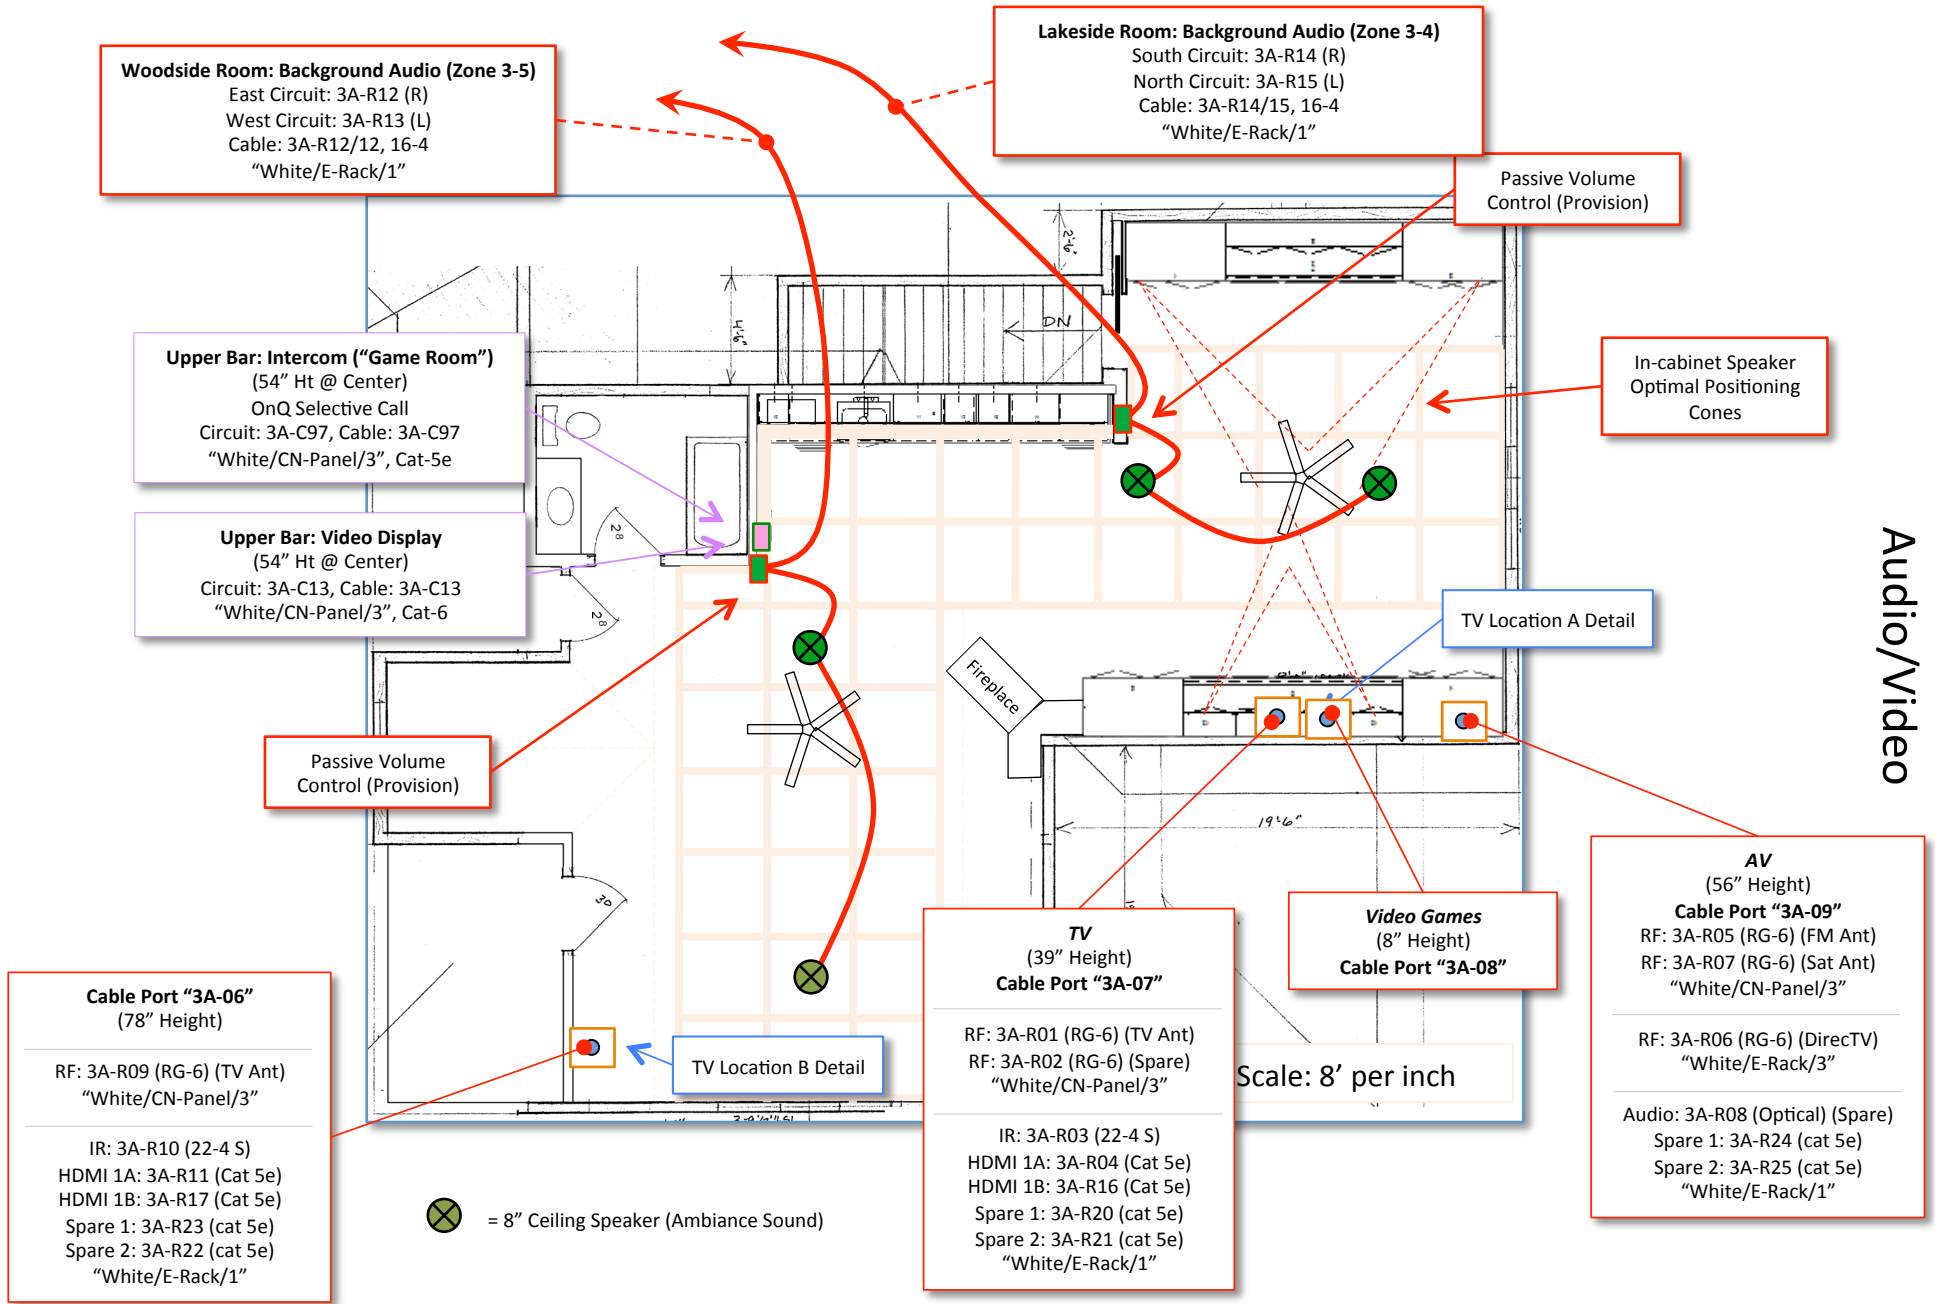 Woodside Room: Background Audio (Zone 3-5)
East Circuit: 3A-R12 (R)
West Circuit: 3A-R13 (L)
Cable: 3A-R12/12, 16-4
“White/E-Rack/1”
Lakeside Room: Background Audio (Zone 3-4)
South Circuit: 3A-R14 (R)
North Circuit: 3A-R15 (L)
Cable: 3A-R14/15, 16-4
“White/E-Rack/1”
Passive Volume
Control (Provision)
2'-6"
4'-6"
DN
Upper Bar: Intercom (“Game Room”)
(54” Ht @ Center)
OnQ Selective Call
Circuit: 3A-C97, Cable: 3A-C97
“White/CN-Panel/3”, Cat-5e
In-cabinet Speaker
Optimal Positioning
Cones
Upper Bar: Video Display
(54” Ht @ Center)
Circuit: 3A-C13, Cable: 3A-C13
“White/CN-Panel/3”, Cat-6
28
28
TV Location A Detail
Audio/Video
Fireplace
Passive Volume
Control (Provision)
19'-6"
30
AV
(56” Height)
Cable Port “3A-09”
RF: 3A-R05 (RG-6) (FM Ant)
RF: 3A-R07 (RG-6) (Sat Ant)
“White/CN-Panel/3”
RF: 3A-R06 (RG-6) (DirecTV)
“White/E-Rack/3”
Audio: 3A-R08 (Optical) (Spare)
Spare 1: 3A-R24 (cat 5e)
Spare 2: 3A-R25 (cat 5e)
“White/E-Rack/1”
Video Games
(8” Height)
Cable Port “3A-08”
TV
(39” Height)
Cable Port “3A-07”
RF: 3A-R01 (RG-6) (TV Ant)
RF: 3A-R02 (RG-6) (Spare)
“White/CN-Panel/3”
IR: 3A-R03 (22-4 S)
HDMI 1A: 3A-R04 (Cat 5e)
HDMI 1B: 3A-R16 (Cat 5e)
Spare 1: 3A-R20 (cat 5e)
Spare 2: 3A-R21 (cat 5e)
“White/E-Rack/1”
Cable Port “3A-06”
(78” Height)
RF: 3A-R09 (RG-6) (TV Ant)
“White/CN-Panel/3”
IR: 3A-R10 (22-4 S)
HDMI 1A: 3A-R11 (Cat 5e)
HDMI 1B: 3A-R17 (Cat 5e)
Spare 1: 3A-R23 (cat 5e)
Spare 2: 3A-R22 (cat 5e)
“White/E-Rack/1”
TV Location B Detail
Scale: 8’ per inch
= 8” Ceiling Speaker (Ambiance Sound)